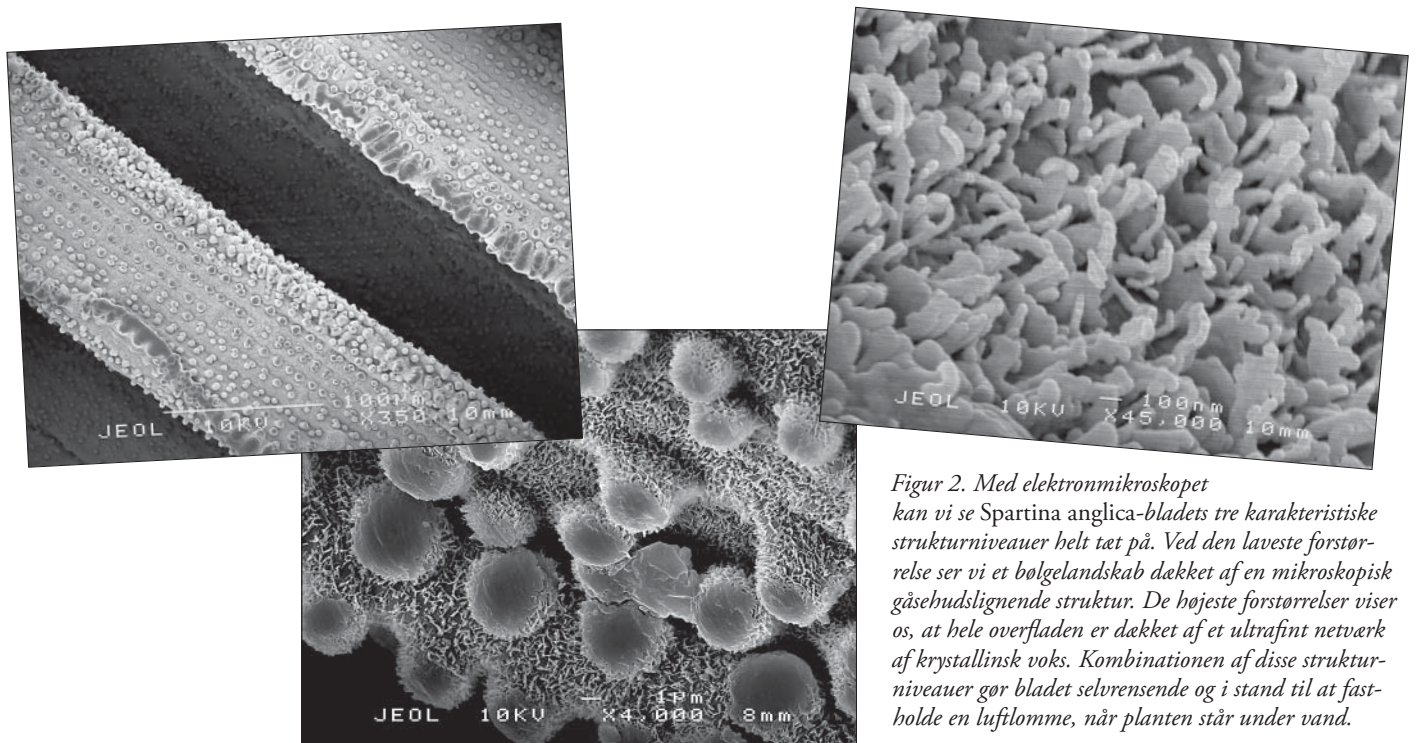 100µm
JEOL 10KV X350 10mm
100nm
JEOL 10KV X45,000 10mm
1µm
JEOL 10KV X4,000 8mm
Figur 2. Med elektronmikroskopet
kan vi se Spartina anglica-bladets tre karakteristiske
strukturniveauer helt tæt på. Ved den laveste forstør-
relse ser vi et bølgelandskab dækket af en mikroskopisk
gåsehudslignende struktur. De højeste forstørrelser viser
os, at hele overfladen er dækket af et ultrafint netværk
af krystallinsk voks. Kombinationen af disse struktur-
niveauer gør bladet selvrensende og i stand til at fast-
holde en luftlomme, når planten står under vand.